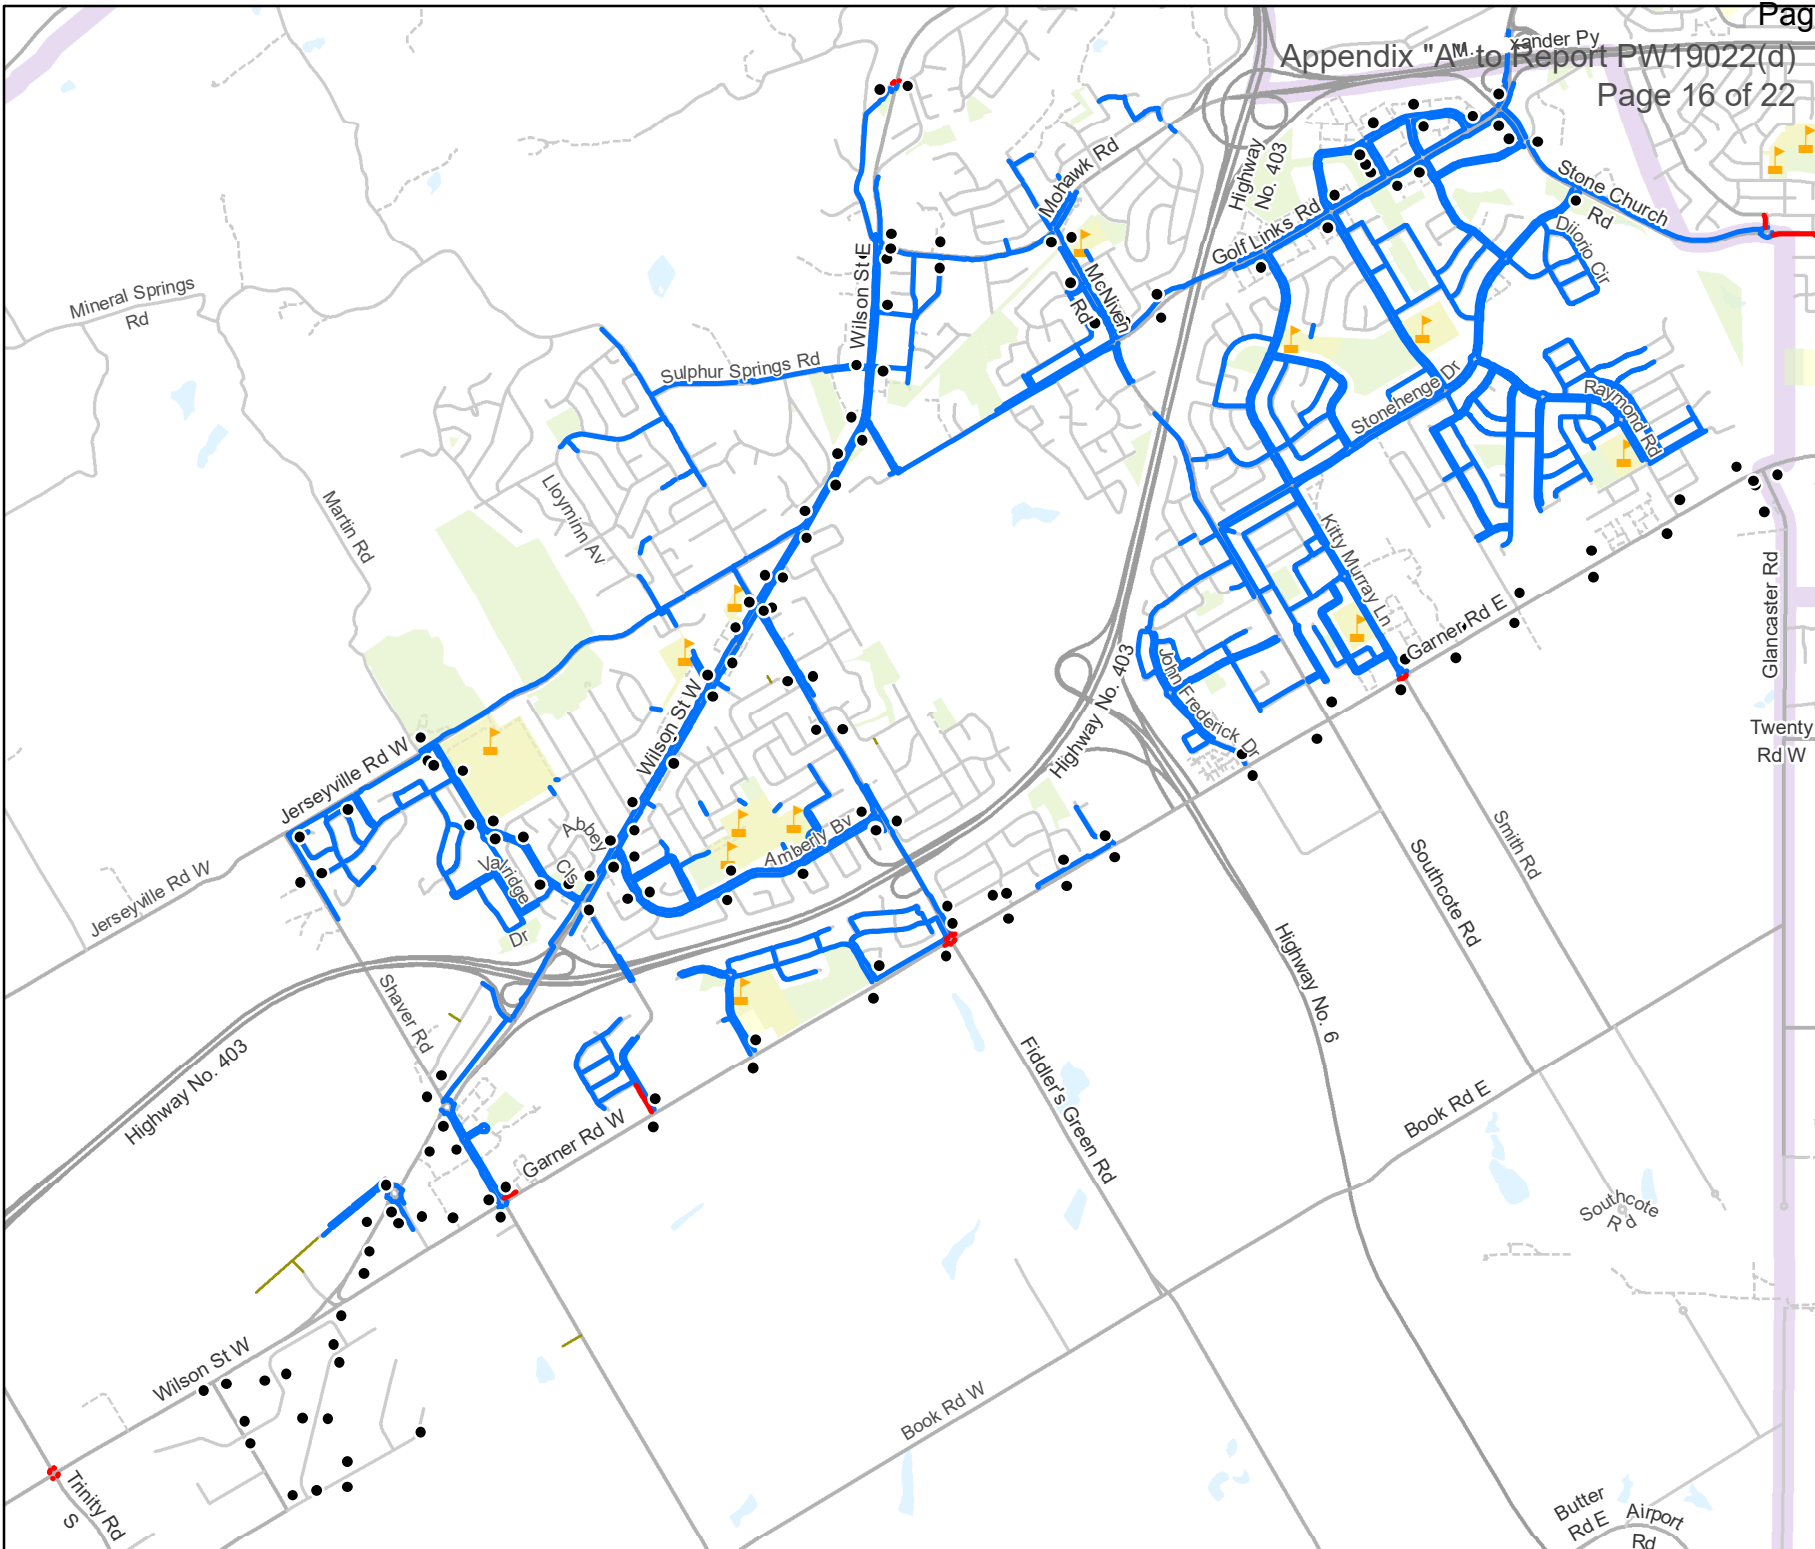 Pag
Appendix "A" to Report PW19022(d)
Page 16 of 22
xander Py
Mohawk Rd
Highway
No. 403
Stone Church
Rd
Golf Links Rd
Diiorio Cir
Wilson St E
McNiven
Rd
Mineral Springs
Rd
Sulphur Springs Rd
Stonehenge Dr
Raymond Rd
Martin Rd
Lloyminn Av
Kitty Murray Ln
Glancaster Rd
Garner Rd E
John Frederick Dr
Highway No. 403
Wilson St W
Twenty
Rd W
Jerseyville Rd W
Jerseyville Rd W
Abbey
Cls
Valridge
Dr
Amberly Bv
Smith Rd
Southcote Rd
Shaver Rd
Highway No. 6
Highway No. 403
Fiddler's Green Rd
Garner Rd W
Book Rd E
Southcote
Rd
Wilson St W
Book Rd W
Trinity Rd
S
Butter
Rd E
Airport
Rd